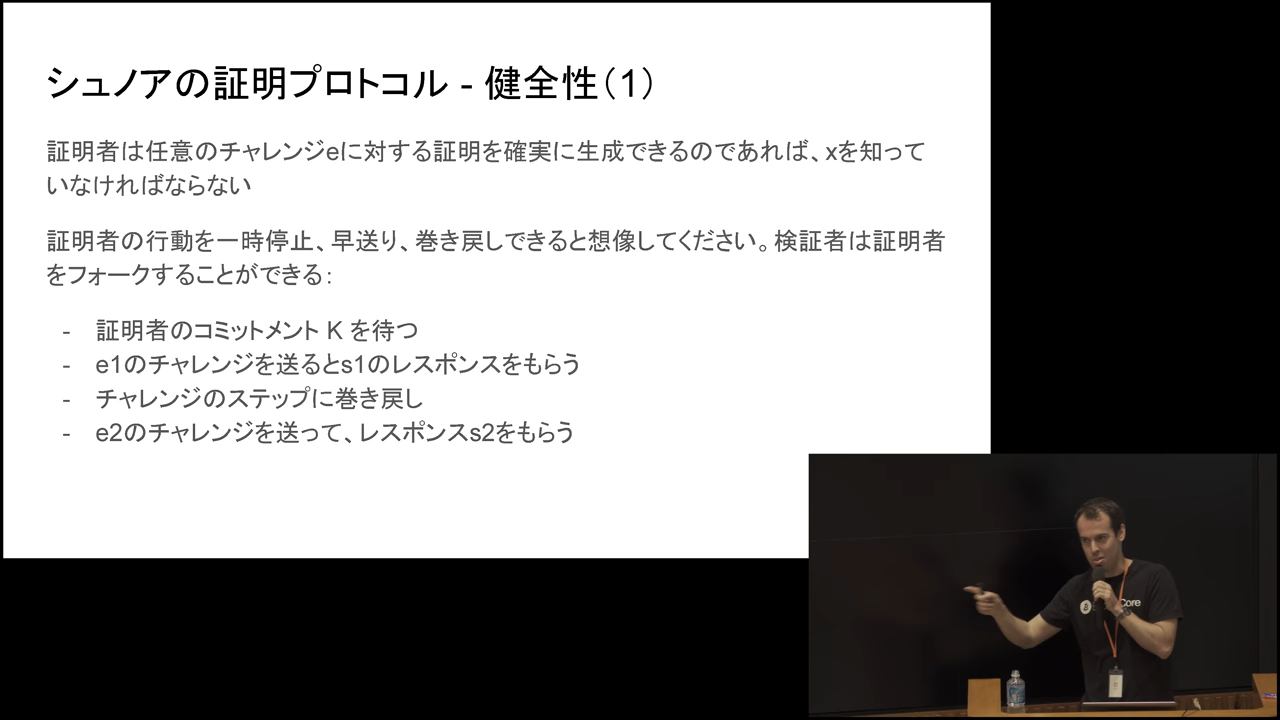 シュノアの証明プロトコル - 健全性（1）
証明者は任意のチャレンジeに対する証明を確実に生成できるのであれば、xを知って
いなければならない
証明者の行動を一時停止、早送り、巻き戻しできると想像してください。検証者は証明者
をフォークすることができる：
- 証明者のコミットメント K を待つ
- e1のチャレンジを送るとs1のレスポンスをもらう
- チャレンジのステップに巻き戻し
- e2のチャレンジを送って、レスポンスs2をもらう
Core